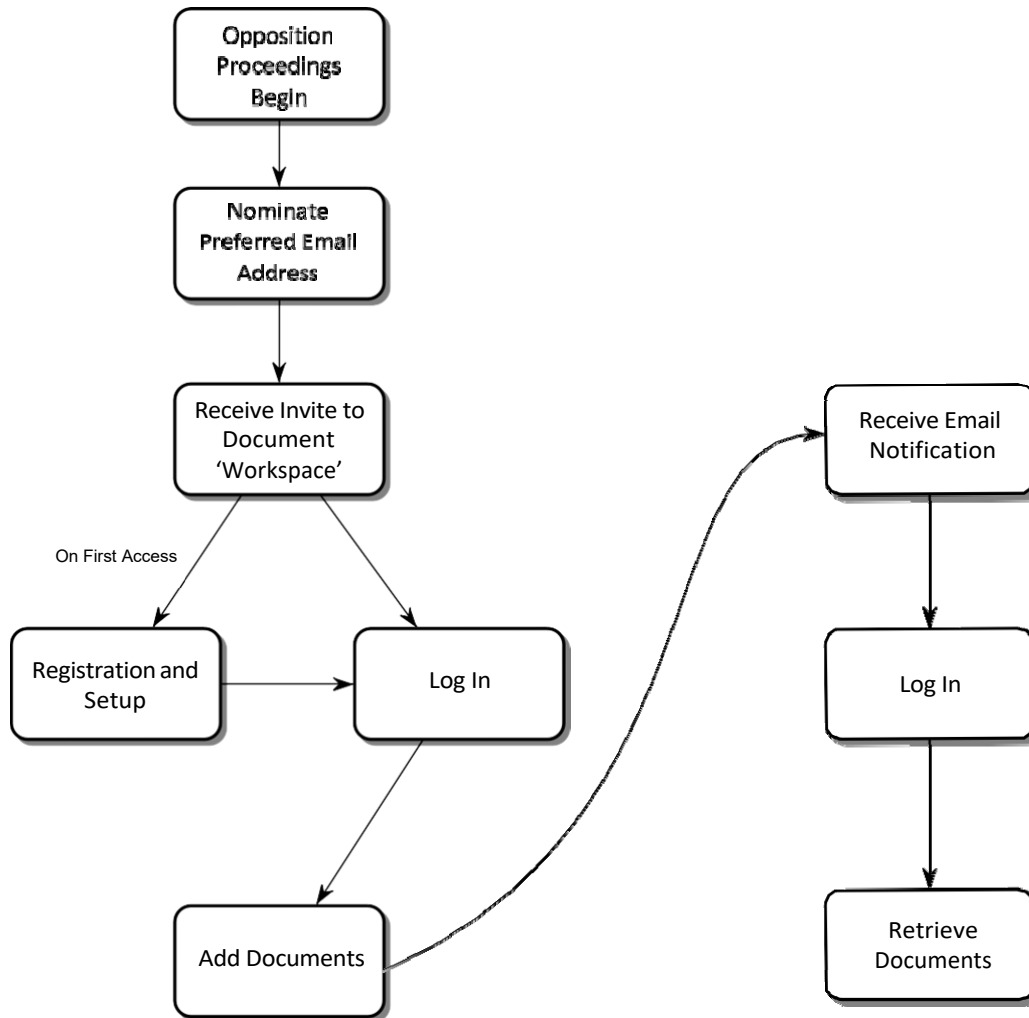 Opposition
Proceedings
Begin
Nominate
Preferred Email
Address
Receive Invite to
Document
‘Workspace’
On First Access
Registration and
Setup
Log In
Add Documents
Receive Email
Notification
Log In
Retrieve
Documents